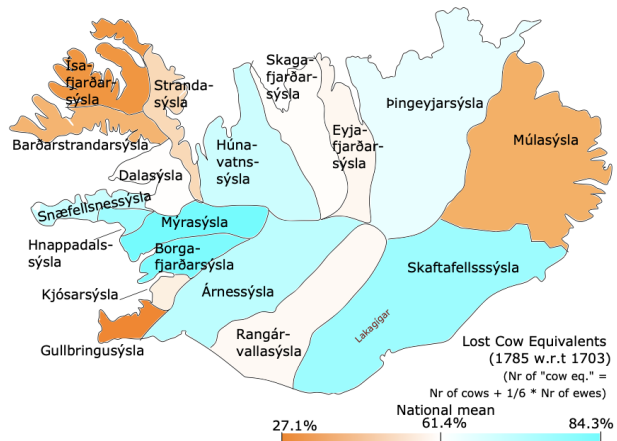 Skaga-
fjarðar-
sýsla
Ísa-
fjarðar-
sýsla
Stranda-
sýsla
Þingeyjarsýsla
Eyja-
fjarðar-
sýsla
Múlasýsla
Barðarstrandarsýsla
Húna-
vatns-
sýsla
Dalasýsla
Snæfellsnessýsla
Mýrasýsla
Hnappadals-
sýsla
Borga-
fjarðarsýsla
Skaftafellsssýsla
Kjósarsýsla
Árnessýsla
Lakagígar
Gullbringusýsla
Rangár-
vallasýsla
Lost Cow Equivalents
(1785 w.r.t 1703)
(Nr of "cow eq." =
Nr of cows + 1/6 * Nr of ewes)
National mean
27.1% 61.4% 84.3%